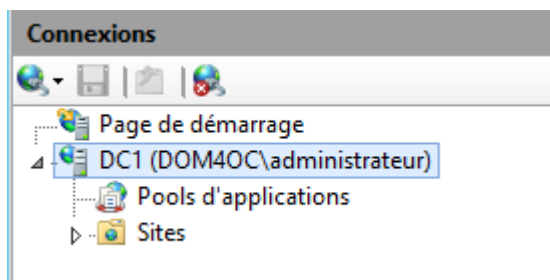 Connexions
Page de démarrage
DC1 (DOM4OC\administrateur)
Pools d'applications
Sites